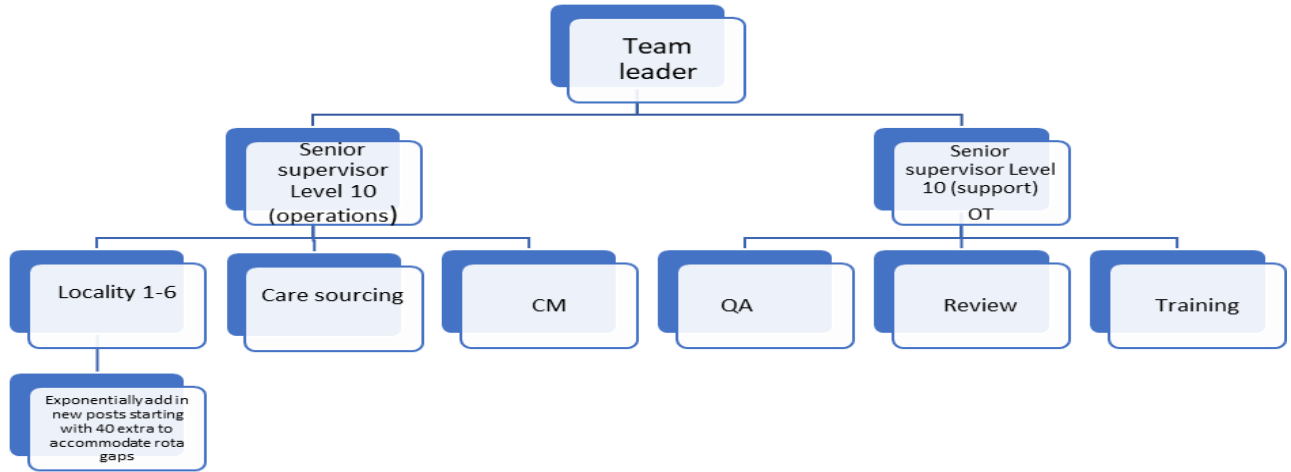 Team
leader
Senior
supervisor
Level 10
(operations)
Senior
supervisor Level
10 (support)
OT
Locality 1-6
Care sourcing
CM
QA
Review
Training
Exponentially add in
new posts starting
with 40 extra to
accommodate rota
gaps